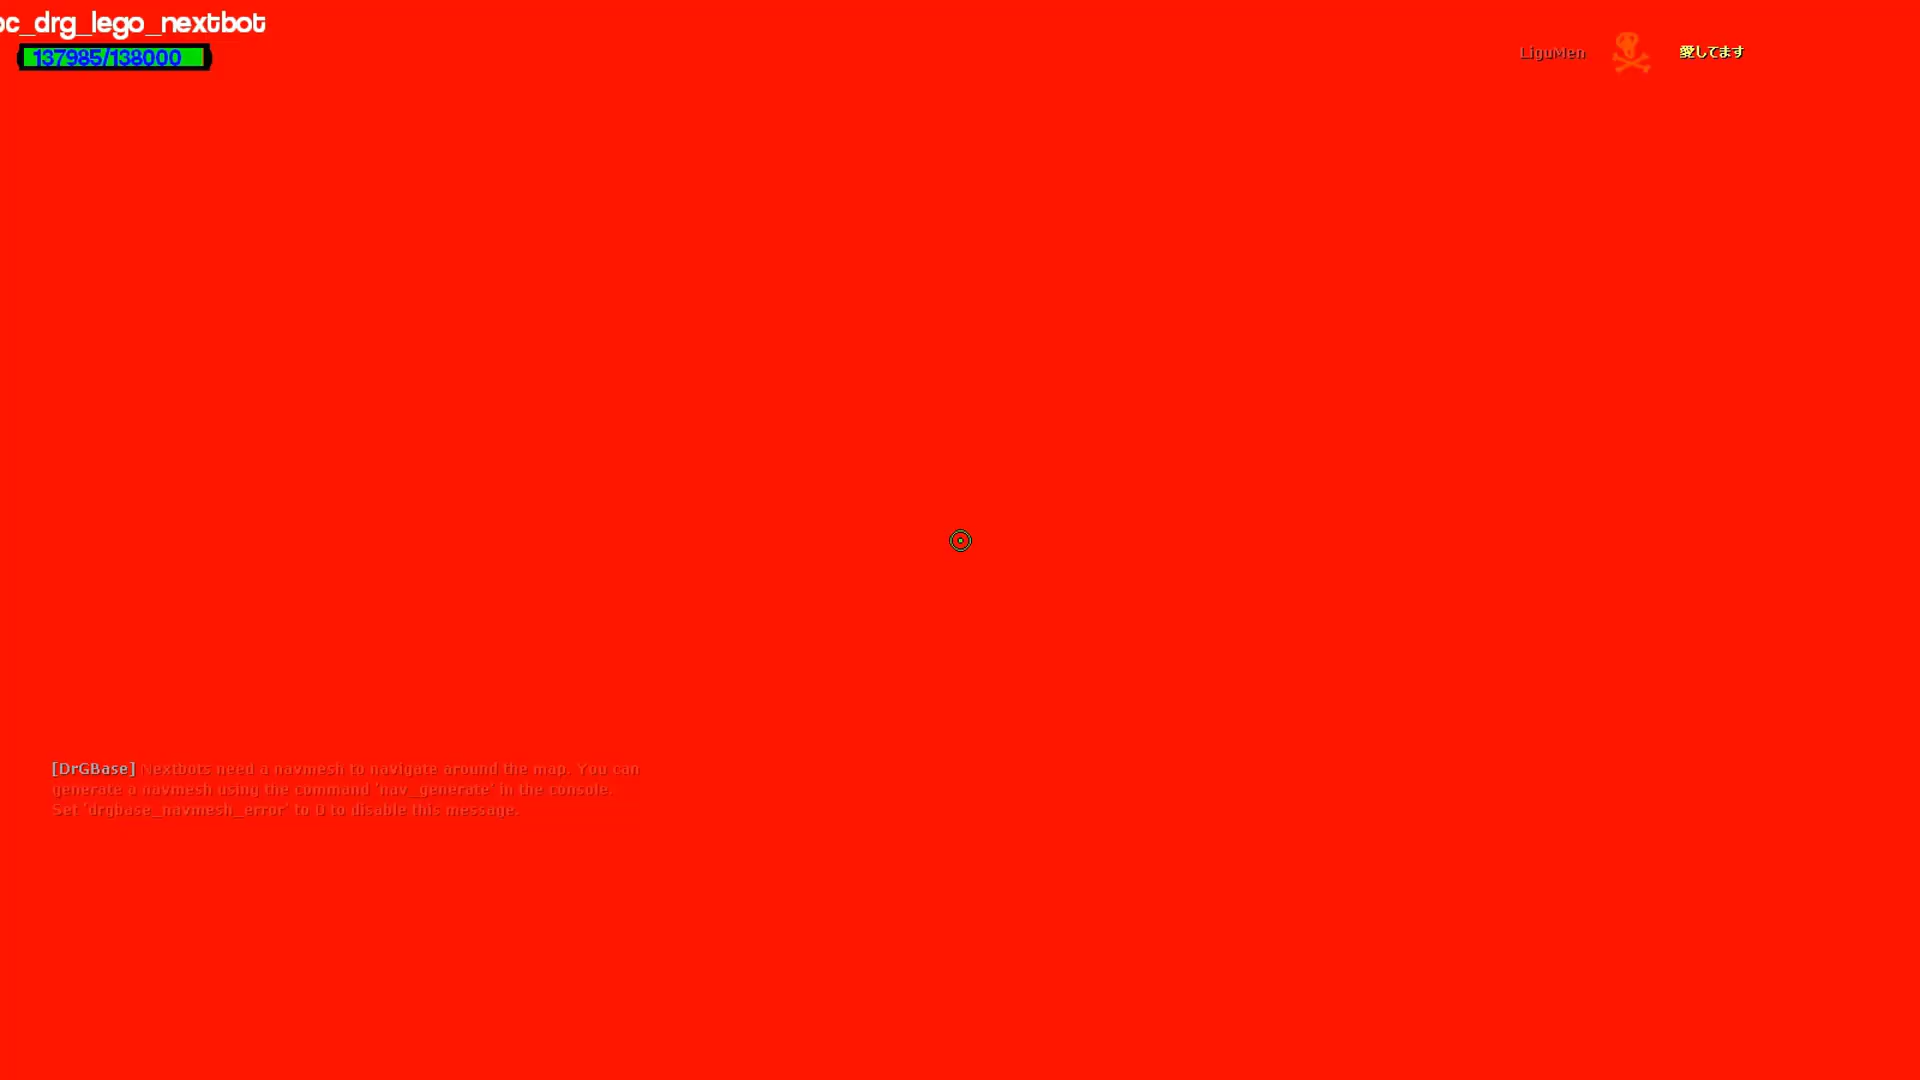 pc_drg_lego_nextbot
137985/138000
LiguMen 愛してます
[DrGBase] Nextbots need a navmesh to navigate around the map. You can
generate a navmesh using the command 'nav_generate' in the console.
Set 'drgbase_navmesh_error' to 0 to disable this message.